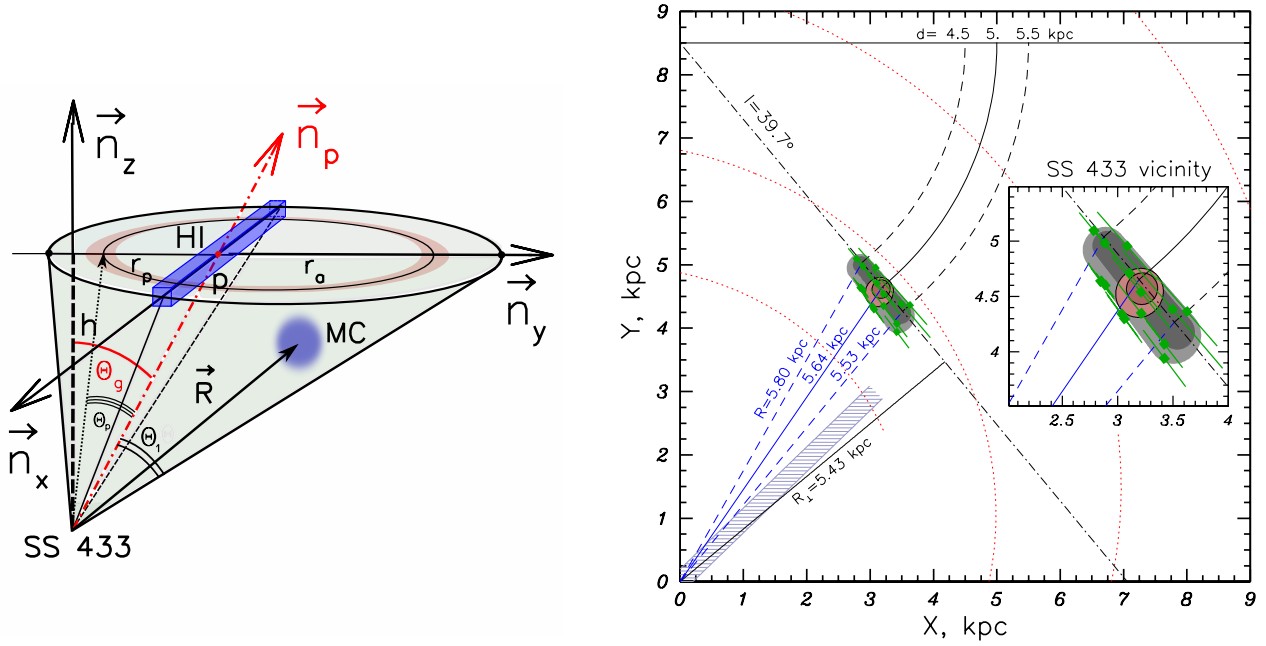 n_z
n_p
HI
r_p
p
r_a
n_y
h
MC
Θ_g
R
Θ_p
Θ_1
n_x
SS 433
9
8
7
6
5
4
3
2
1
0
Y, kpc
d= 4.5 5. 5.5 kpc
l=39.7°
SS 433 vicinity
5
4.5
4
2.5 3 3.5 4
R=5.80 kpc
5.64 kpc
5.53 kpc
R⊥=5.43 kpc
0 1 2 3 4 5 6 7 8 9
X, kpc